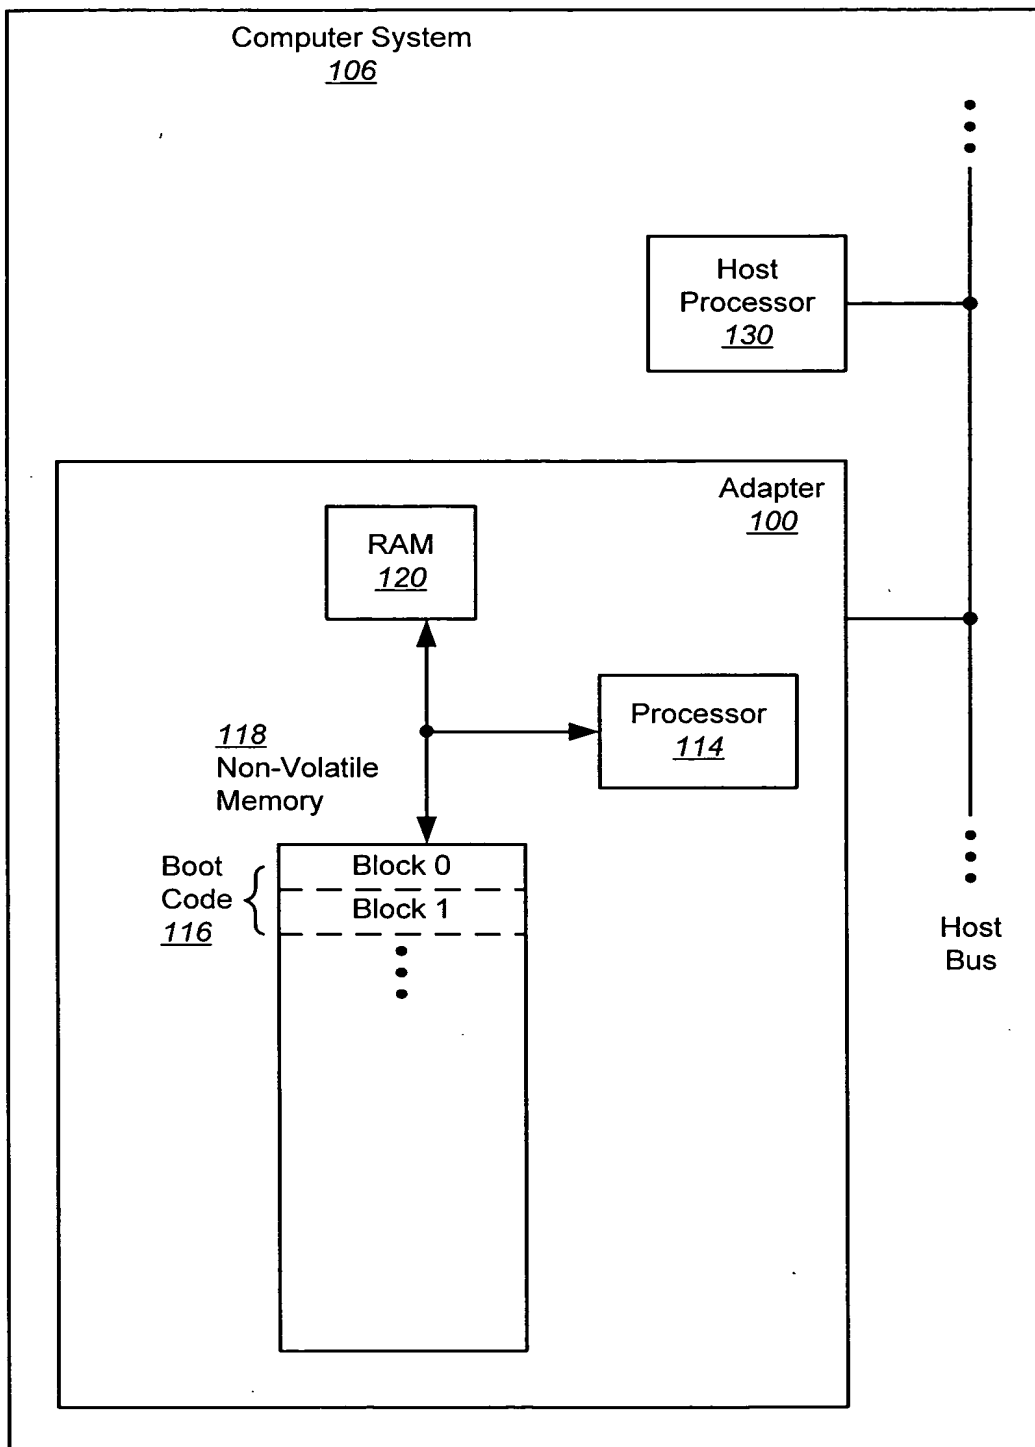 Computer System
106
Host
Processor
130
Adapter
100
RAM
120
Processor
114
118
Non-Volatile
Memory
Boot
Code
116
Block 0
Block 1
Host
Bus